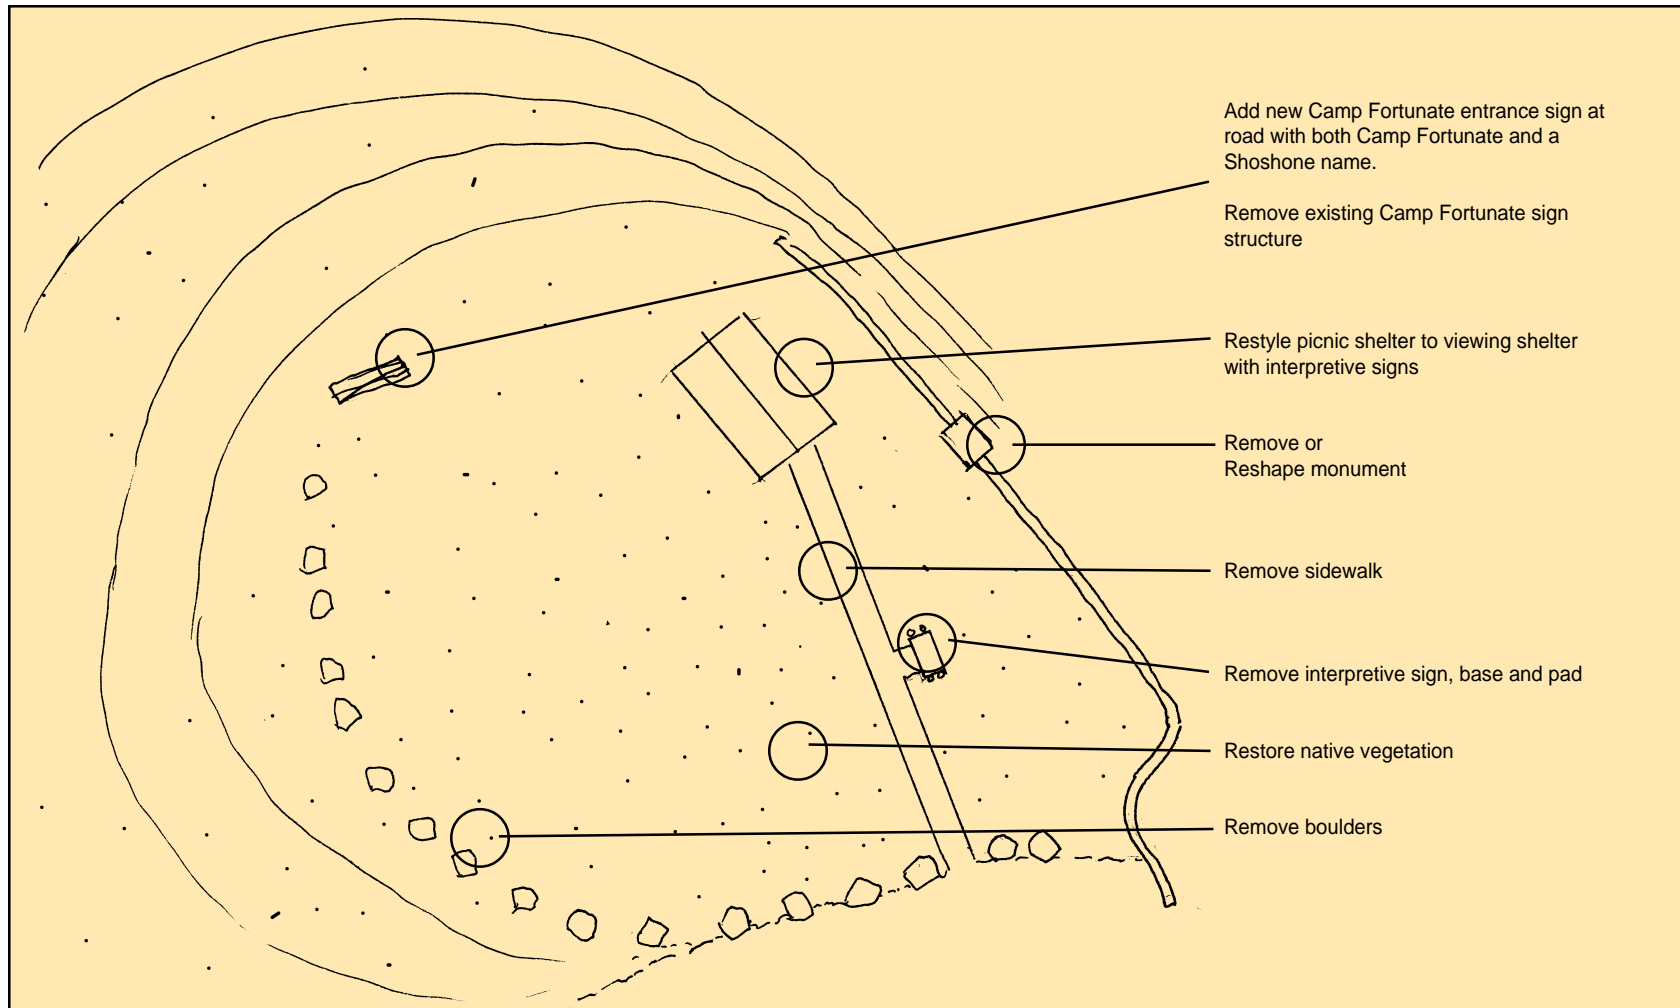 Add new Camp Fortunate entrance sign at
road with both Camp Fortunate and a
Shoshone name.
Remove existing Camp Fortunate sign
structure
Restyle picnic shelter to viewing shelter
with interpretive signs
Remove or
Reshape monument
Remove sidewalk
Remove interpretive sign, base and pad
Restore native vegetation
Remove boulders